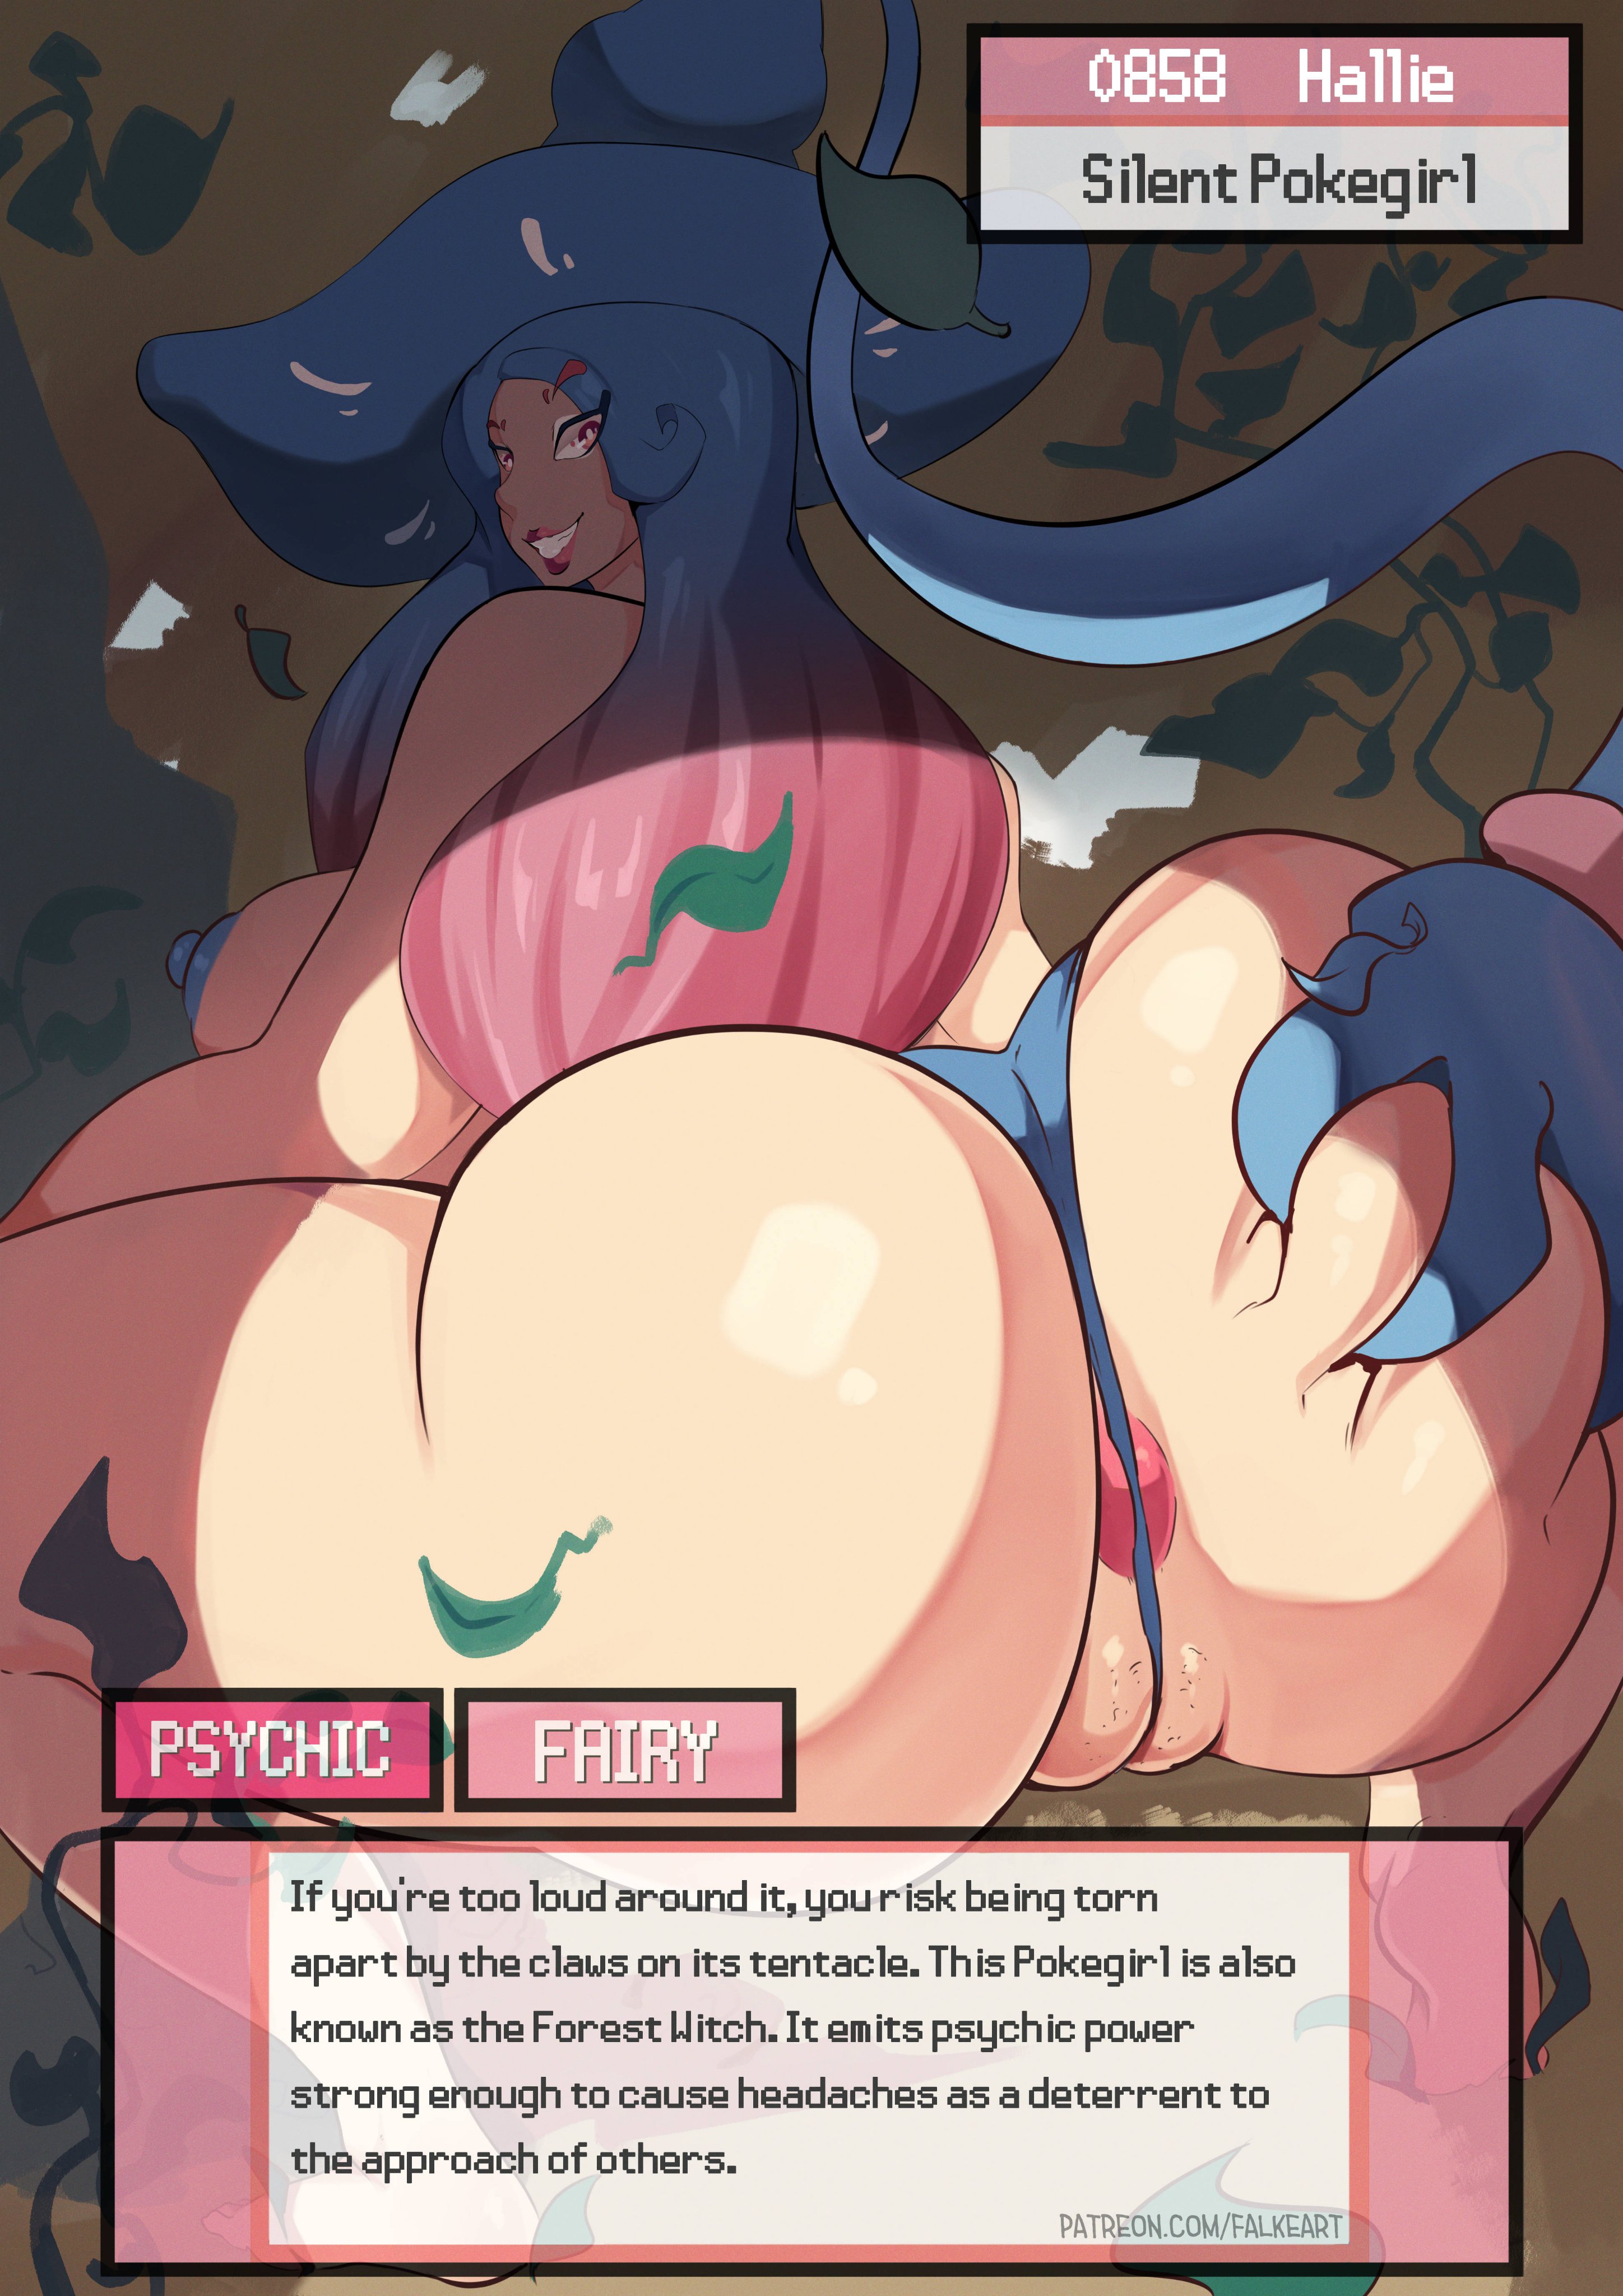 0858 Hallie
Silent Pokegirl
PSYCHIC FAIRY
If you're too loud around it, you risk being torn
apart by the claws on its tentacle. This Pokegirl is also
known as the Forest Witch. It emits psychic power
strong enough to cause headaches as a deterrent to
the approach of others.
PATREON.COM/FALKEART